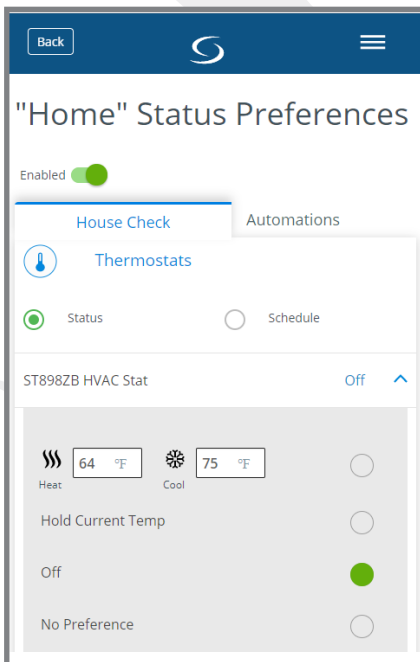 Back
"Home" Status Preferences
Enabled
House Check Automations
Thermostats
Status Schedule
ST898ZB HVAC Stat Off
64 °F 75 °F
Heat Cool
Hold Current Temp
Off
No Preference